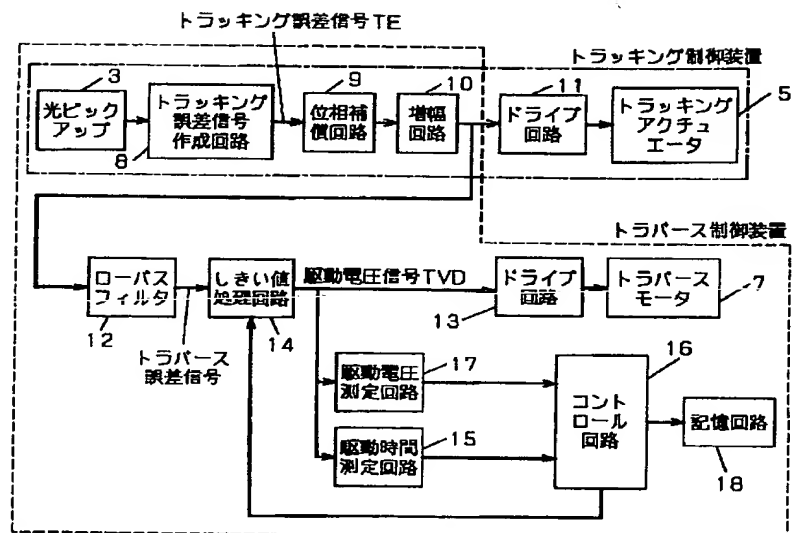 トラッキング誤差信号TE
トラッキング制御装置
3
光ピック
アップ
8
トラッキング
誤差信号
作成回路
9
位相補
償回路
10
増幅
回路
11
ドライブ
回路
5
トラッキング
アクチュ
エータ
トラバース制御装置
ローパス
フィルタ
12
トラバース
誤差信号
しきい値
処理回路
14
駆動電圧信号TVD
ドライブ
回路
13
トラバース
モータ
7
駆動電圧
測定回路
17
駆動時間
測定回路
15
16
コント
ロール
回路
記憶回路
18